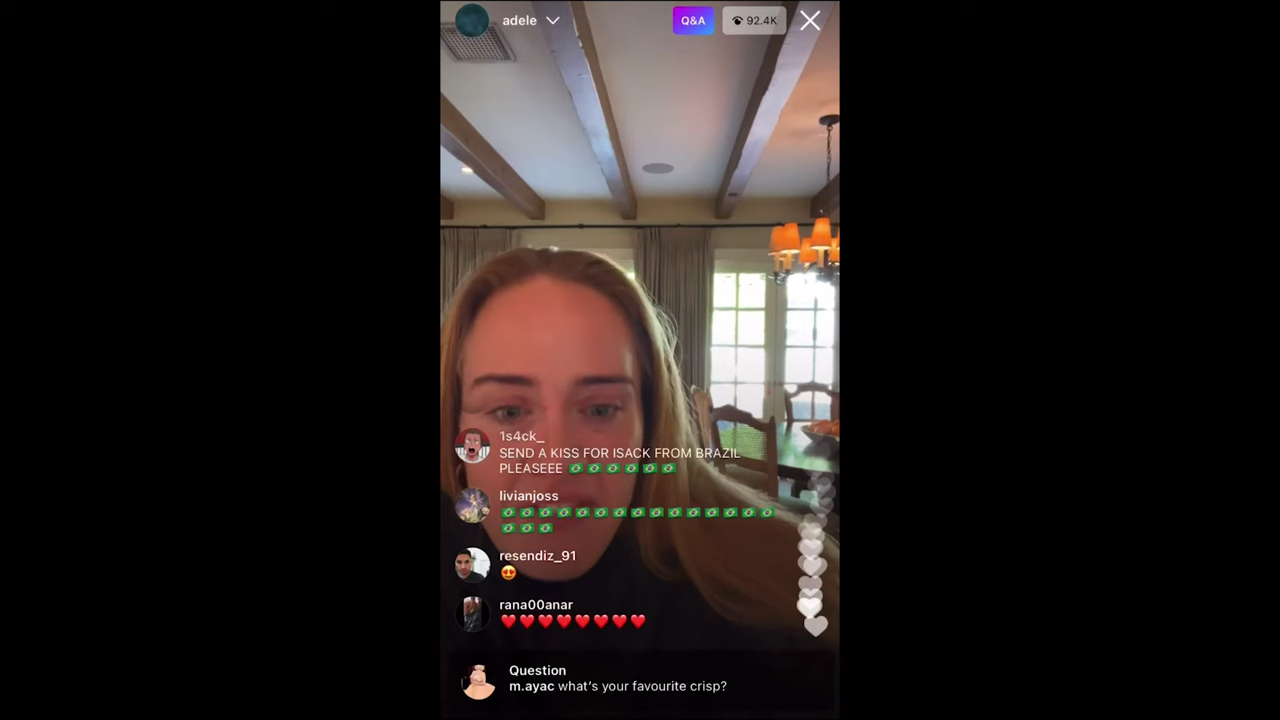 adele
Q&A
92.4K
1s4ck_
SEND A KISS FOR ISACK FROM BRAZIL
PLEASEEE 🇧🇷 🇧🇷 🇧🇷 🇧🇷 🇧🇷 🇧🇷
livianjoss
🇧🇷 🇧🇷 🇧🇷 🇧🇷 🇧🇷 🇧🇷 🇧🇷 🇧🇷 🇧🇷 🇧🇷 🇧🇷 🇧🇷 🇧🇷 🇧🇷 🇧🇷
🇧🇷 🇧🇷 🇧🇷
resendiz_91
😍
rana00anar
❤️❤️❤️❤️❤️❤️❤️❤️
Question
m.ayac what's your favourite crisp?